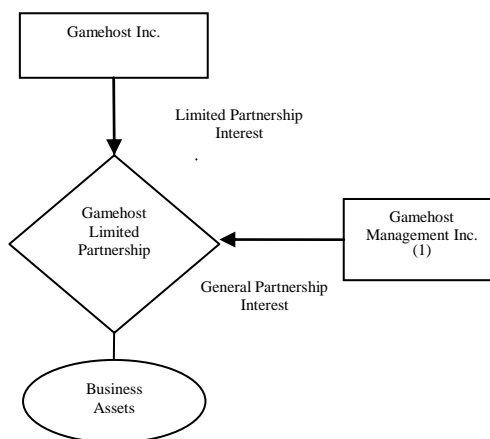 Gamehost Inc.
Limited Partnership
Interest
.
Gamehost
Limited
Partnership
Gamehost
Management Inc.
(1)
General Partnership
Interest
Business
Assets